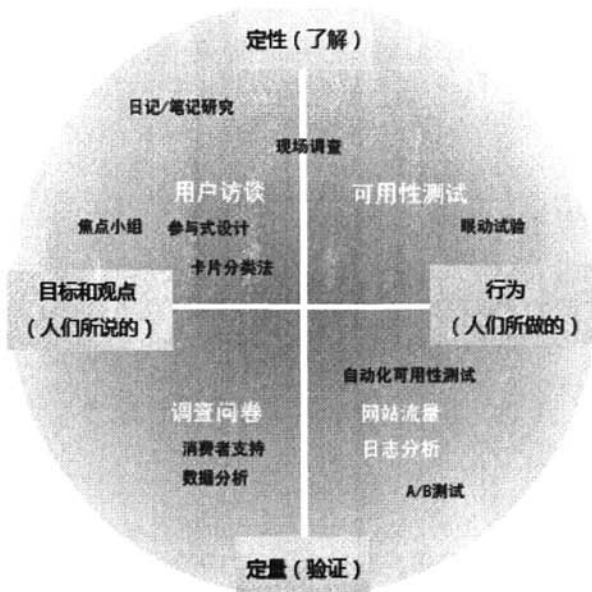 定性（了解）
日记/笔记研究
现场调查
用户访谈
可用性测试
焦点小组
参与式设计
眼动试验
卡片分类法
目标和观点
（人们所说的）
行为
（人们所做的）
自动化可用性测试
调查问卷
网站流量
消费者支持
日志分析
数据分析
A/B测试
定量（验证）